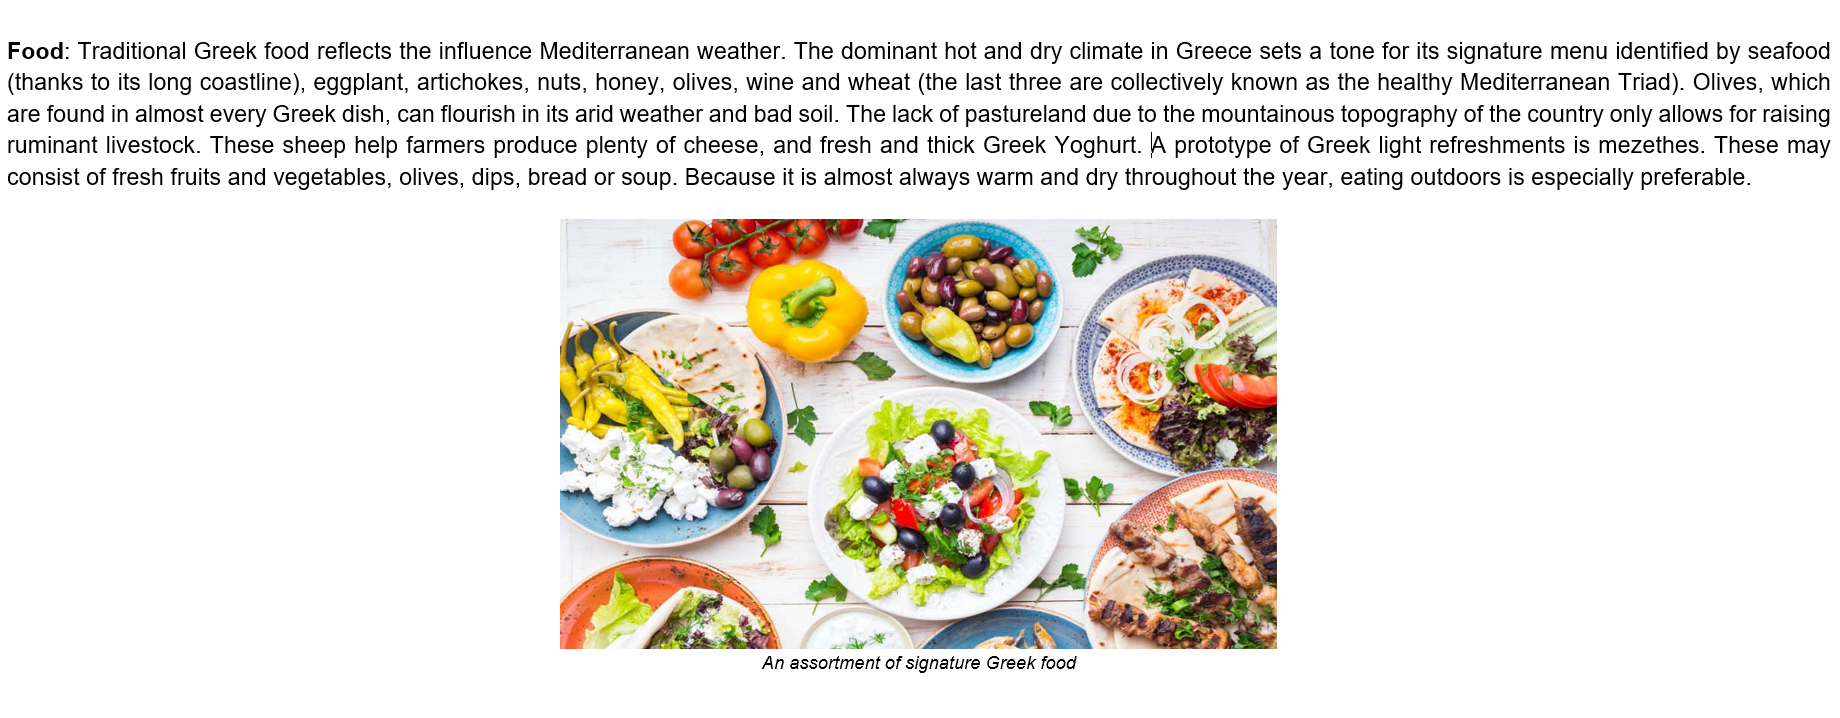 Food: Traditional Greek food reflects the influence Mediterranean weather. The dominant hot and dry climate in Greece sets a tone for its signature menu identified by seafood
(thanks to its long coastline), eggplant, artichokes, nuts, honey, olives, wine and wheat (the last three are collectively known as the healthy Mediterranean Triad). Olives, which
are found in almost every Greek dish, can flourish in its arid weather and bad soil. The lack of pastureland due to the mountainous topography of the country only allows for raising
ruminant livestock. These sheep help farmers produce plenty of cheese, and fresh and thick Greek Yoghurt. A prototype of Greek light refreshments is mezethes. These may
consist of fresh fruits and vegetables, olives, dips, bread or soup. Because it is almost always warm and dry throughout the year, eating outdoors is especially preferable.
An assortment of signature Greek food